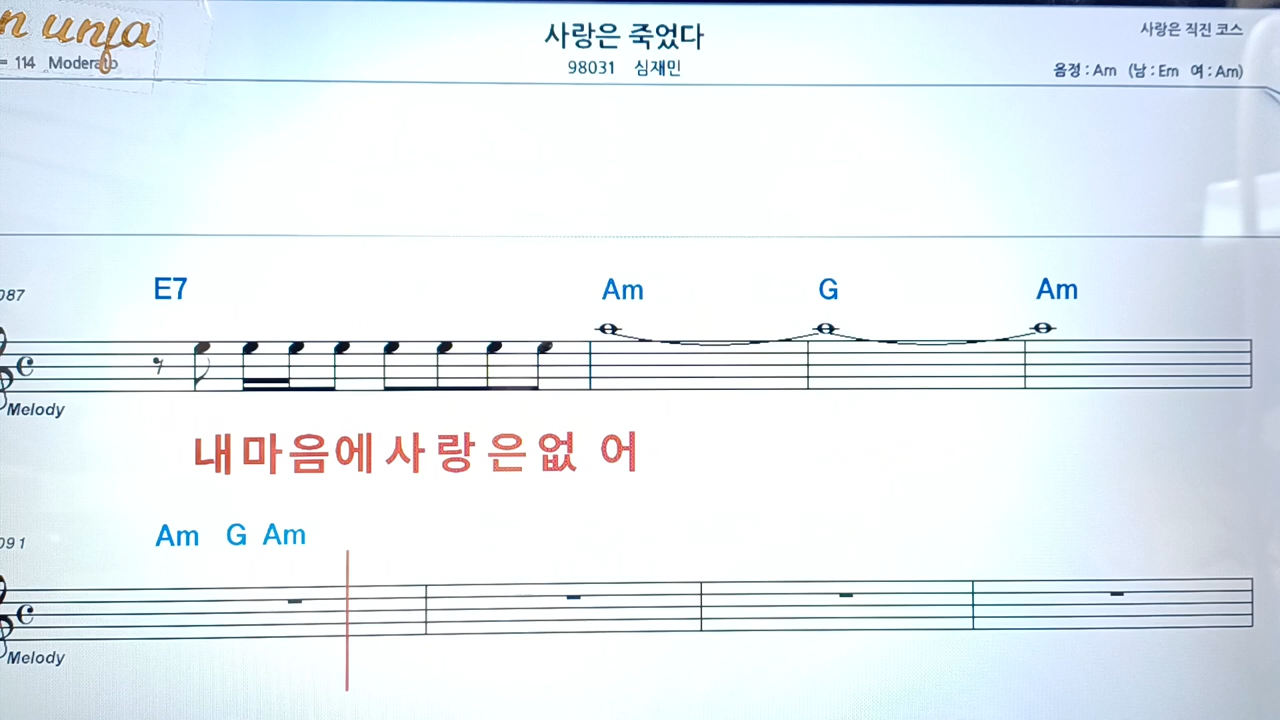 n unja
= 114 Moderato
사랑은 죽었다
98031 심재민
사랑은 직진 코스
음정 : Am (남 : Em 여 : Am)
087
E7 Am G Am
Melody
내 마음에 사랑은 없 어
091
Am G Am
Melody